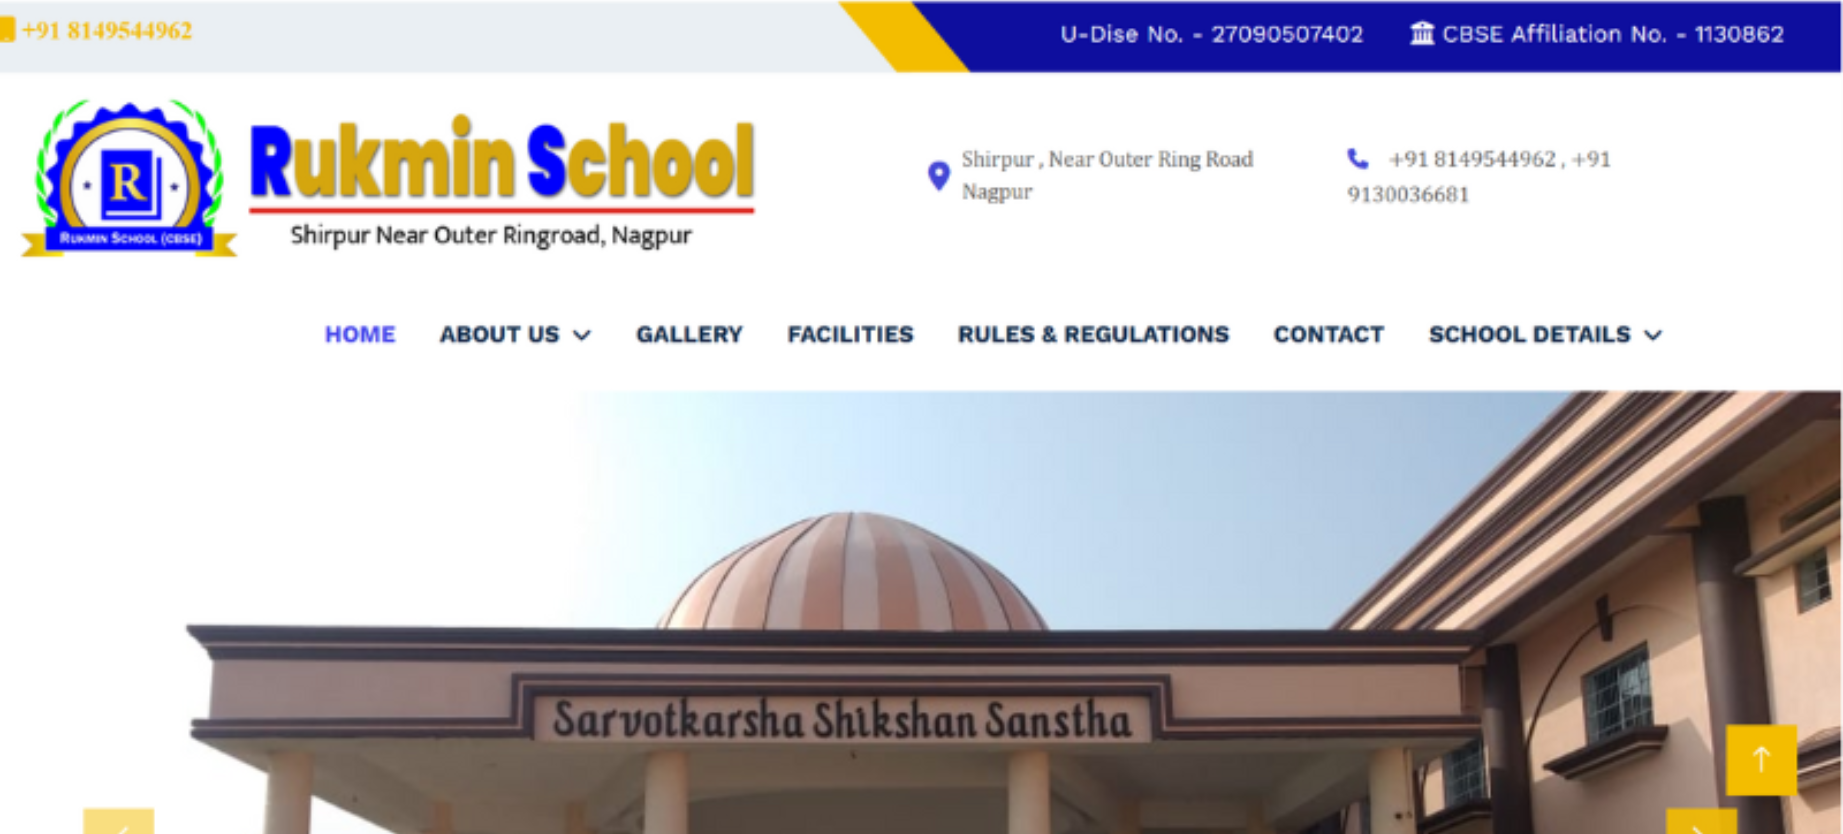 +91 8149544962
U-Dise No. - 27090507402
CBSE Affiliation No. - 1130862
R
RUKMIN SCHOOL (CBSE)
Rukmin School
Shirpur Near Outer Ringroad, Nagpur
Shirpur , Near Outer Ring Road
Nagpur
+91 8149544962 , +91
9130036681
HOME ABOUT US GALLERY FACILITIES RULES & REGULATIONS CONTACT SCHOOL DETAILS
Sarvotkarsha Shikshan Sanstha